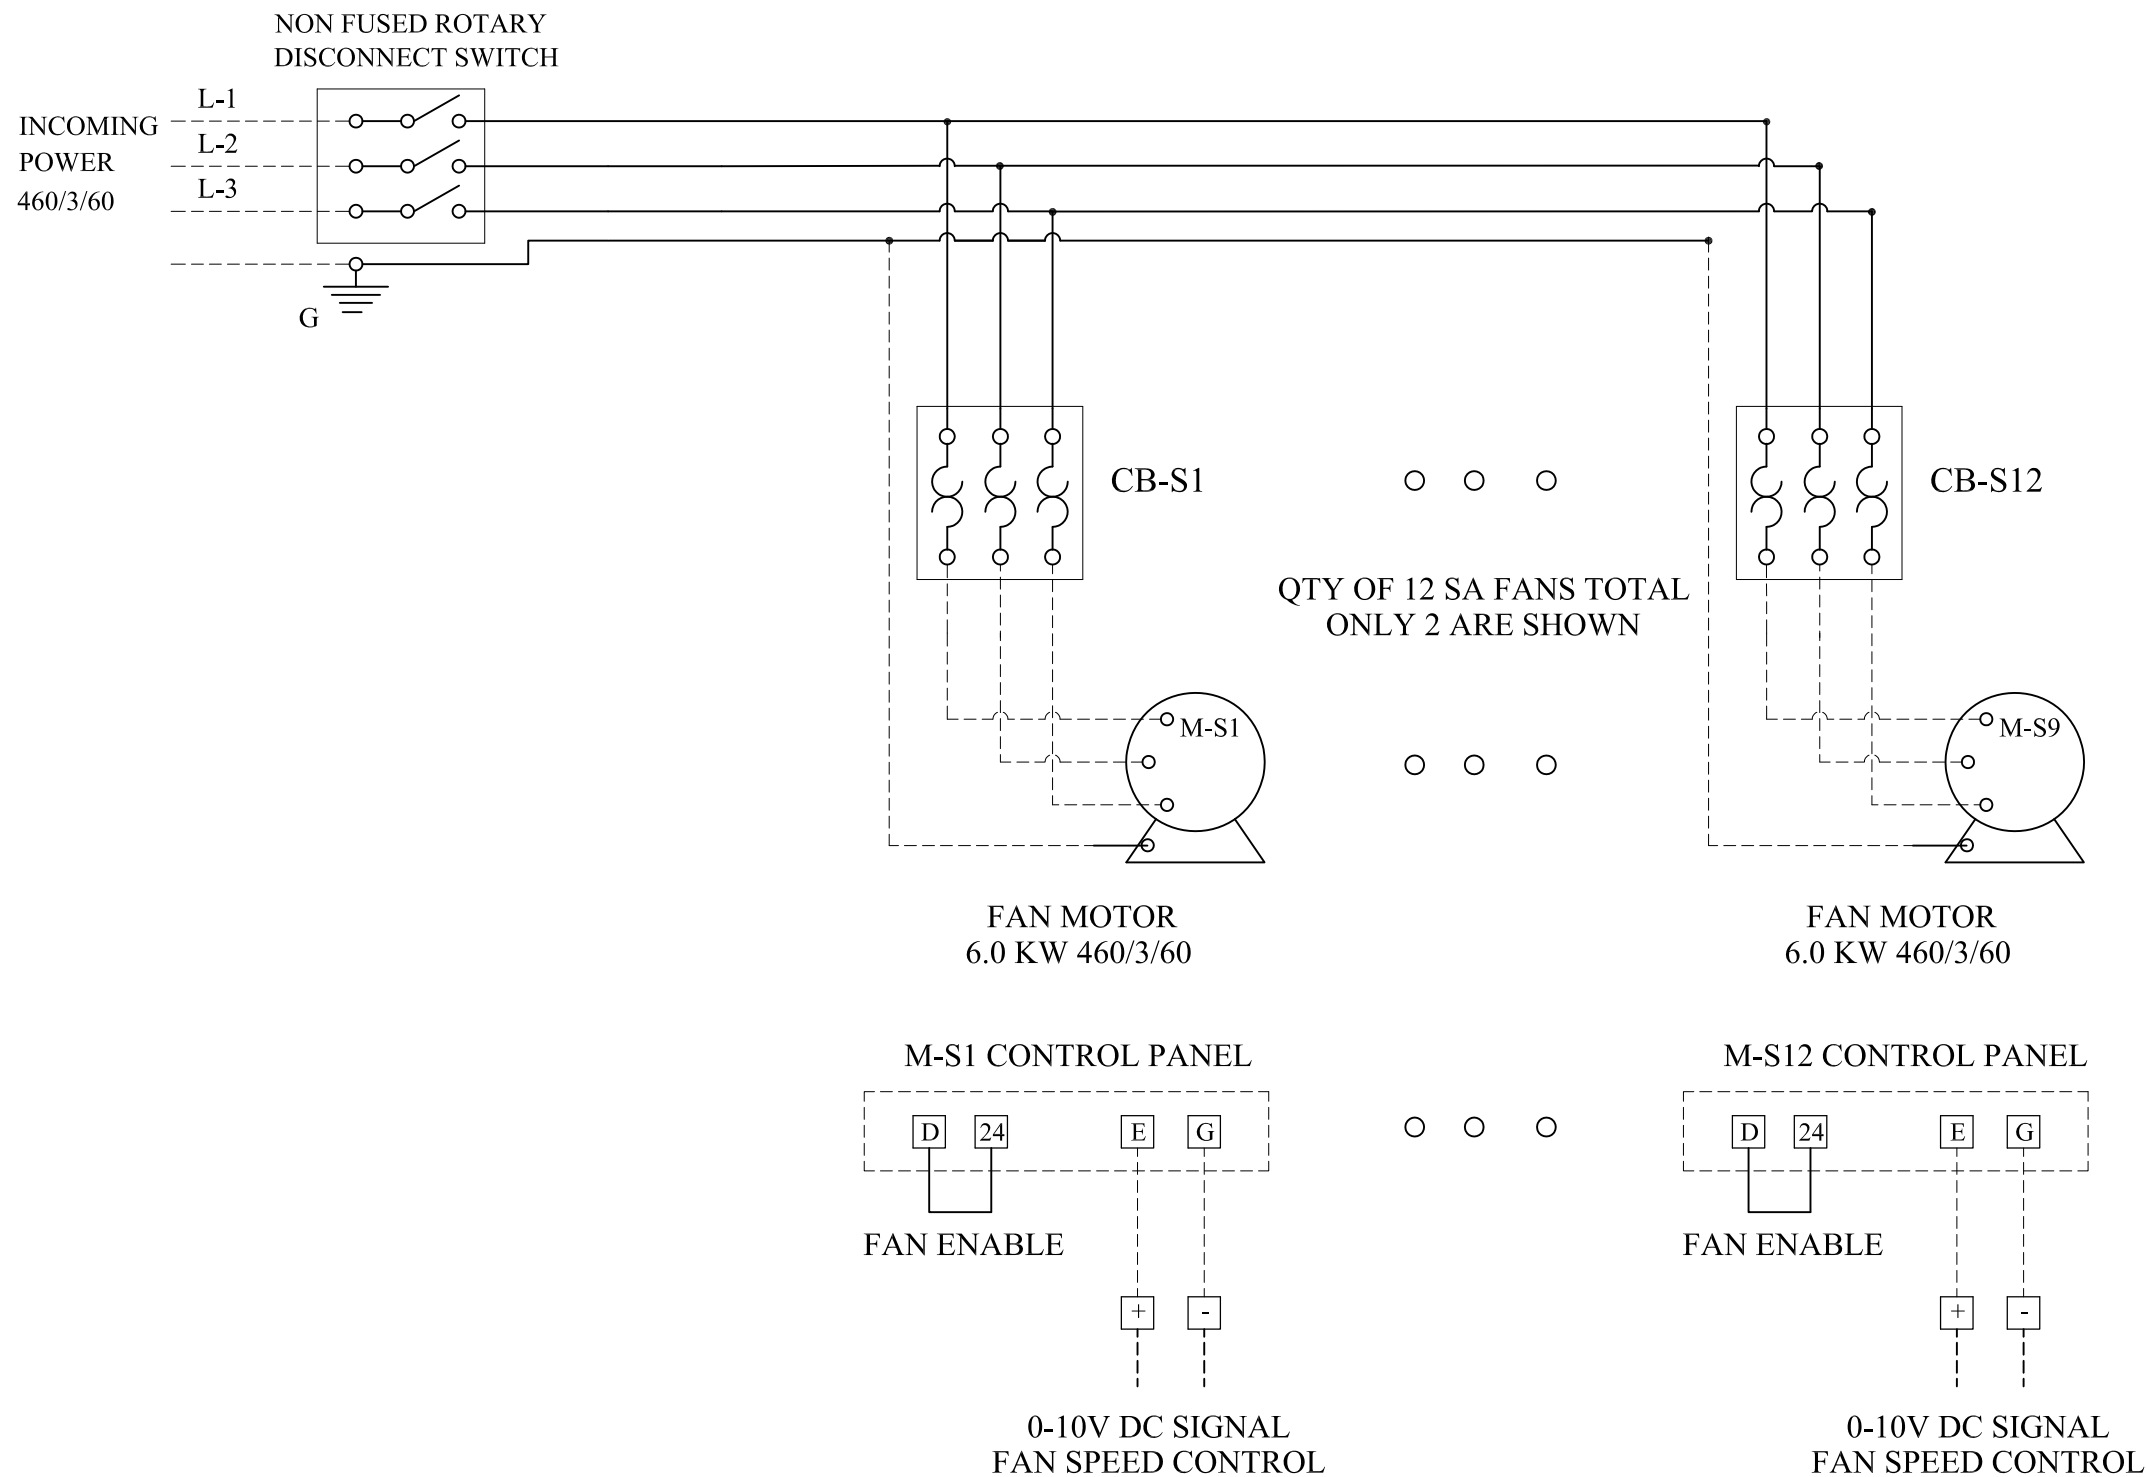 NON FUSED ROTARY
DISCONNECT SWITCH
INCOMING
POWER
460/3/60
L-1
L-2
L-3
G
CB-S1
CB-S12
QTY OF 12 SA FANS TOTAL
ONLY 2 ARE SHOWN
M-S1
M-S9
FAN MOTOR
6.0 KW 460/3/60
FAN MOTOR
6.0 KW 460/3/60
M-S1 CONTROL PANEL
D 24 E G
FAN ENABLE
+ -
0-10V DC SIGNAL
FAN SPEED CONTROL
M-S12 CONTROL PANEL
D 24 E G
FAN ENABLE
+ -
0-10V DC SIGNAL
FAN SPEED CONTROL